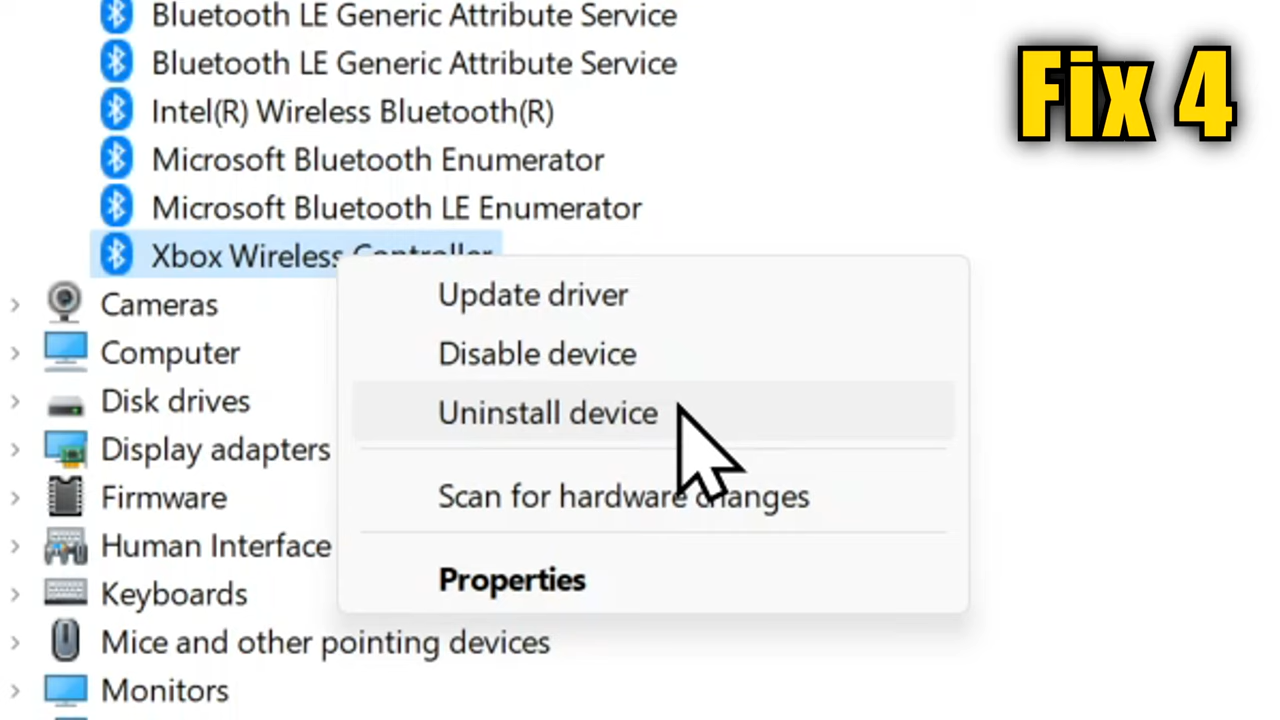 Bluetooth LE Generic Attribute Service
Bluetooth LE Generic Attribute Service
Fix 4
Intel(R) Wireless Bluetooth(R)
Microsoft Bluetooth Enumerator
Microsoft Bluetooth LE Enumerator
Xbox Wireless Controller
Update driver
Disable device
Uninstall device
Scan for hardware changes
Properties
Cameras
Computer
Disk drives
Display adapters
Firmware
Human Interface
Keyboards
Mice and other pointing devices
Monitors